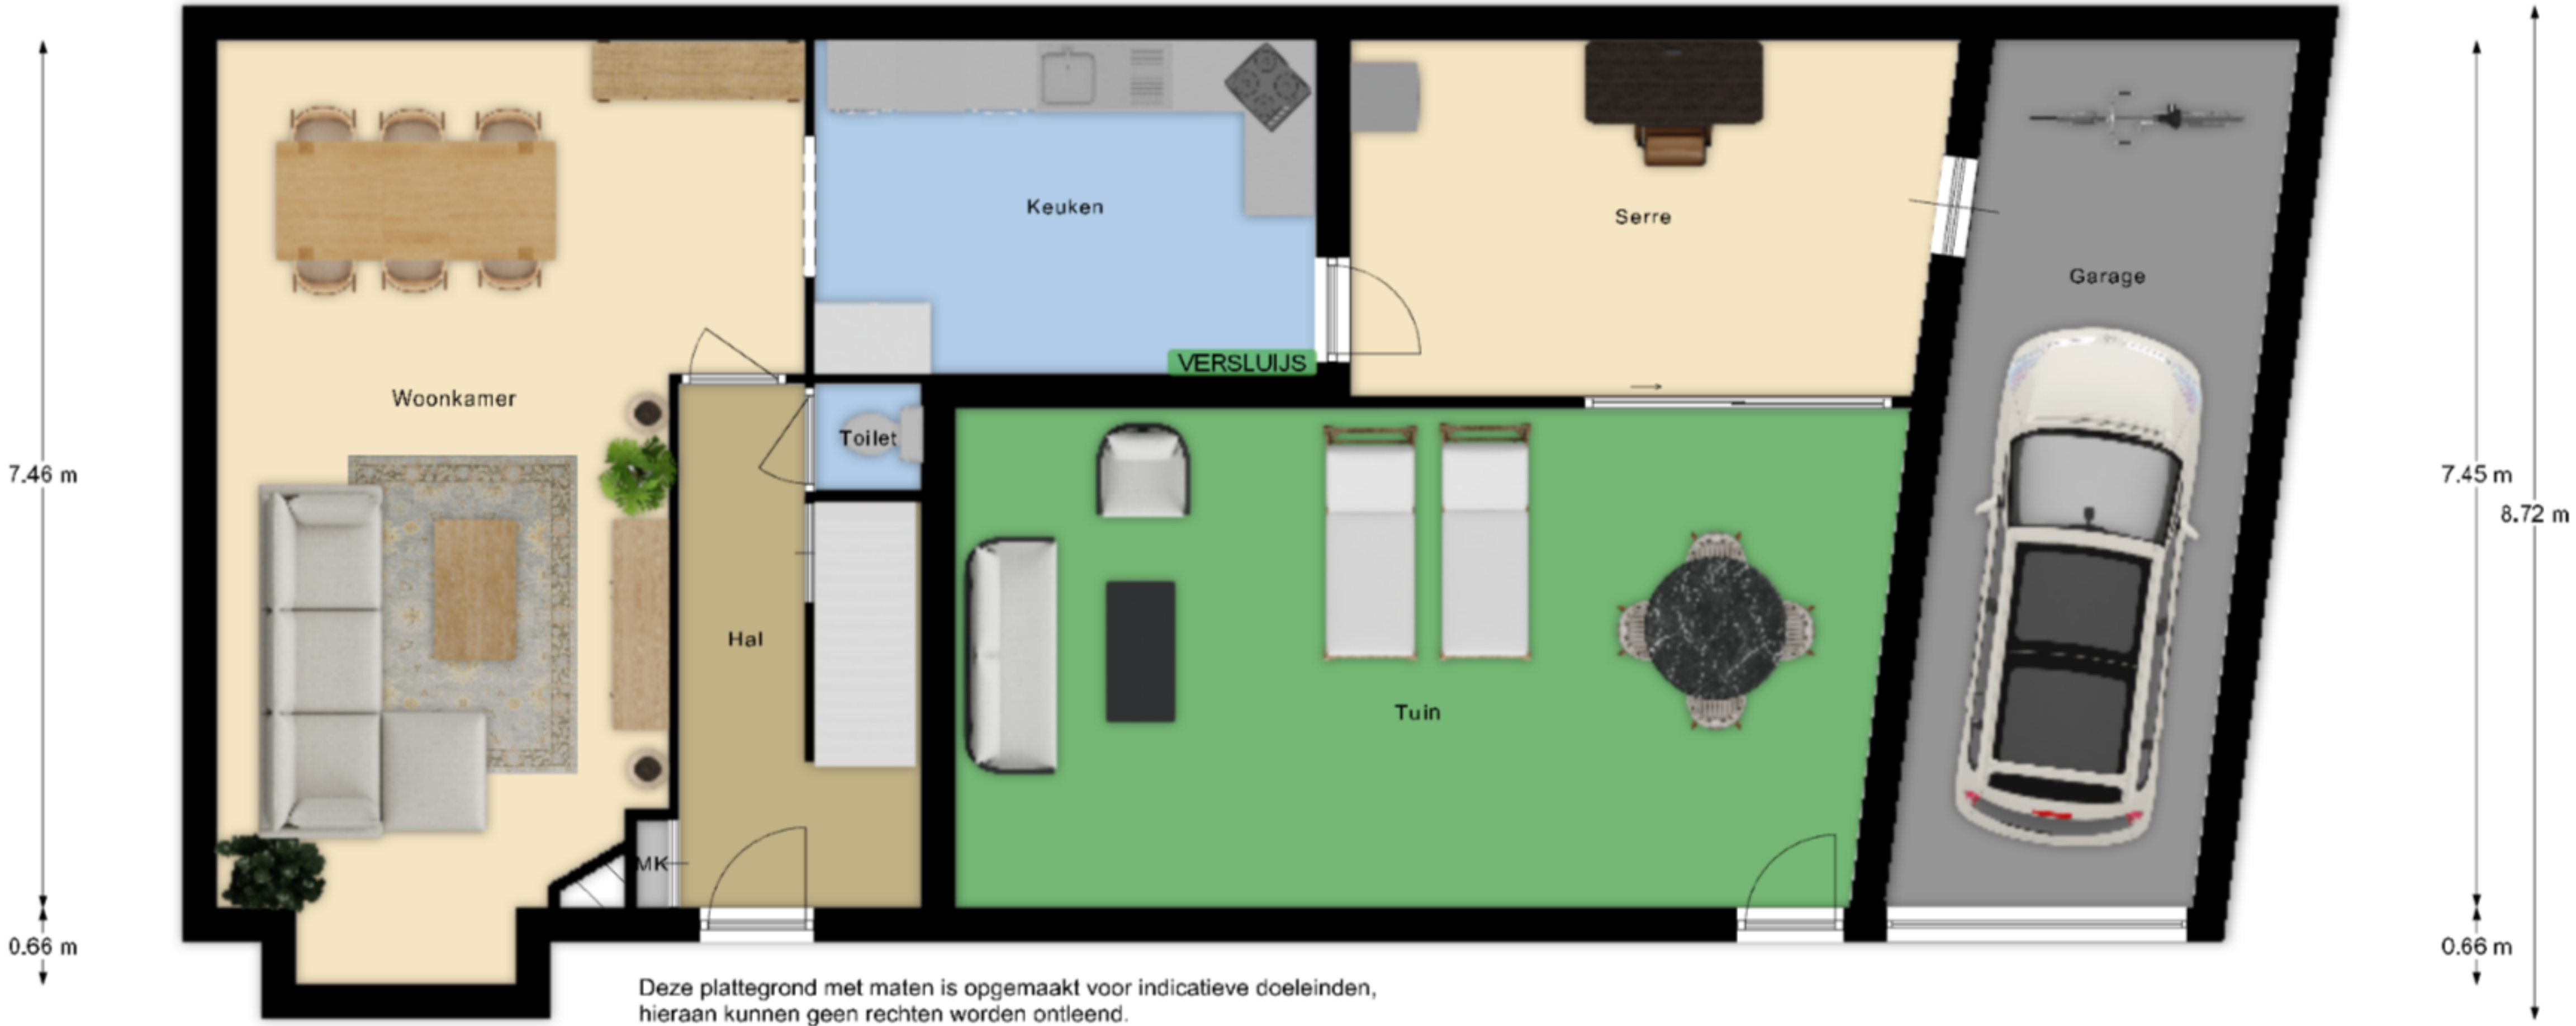 Keuken
Serre
Garage
VERSLUIJS
Woonkamer
Toilet
7.46 m
7.45 m
8.72 m
Hal
Tuin
MK
0.66 m
0.66 m
Deze plattegrond met maten is opgemaakt voor indicatieve doeleinden,
hieraan kunnen geen rechten worden ontleend.